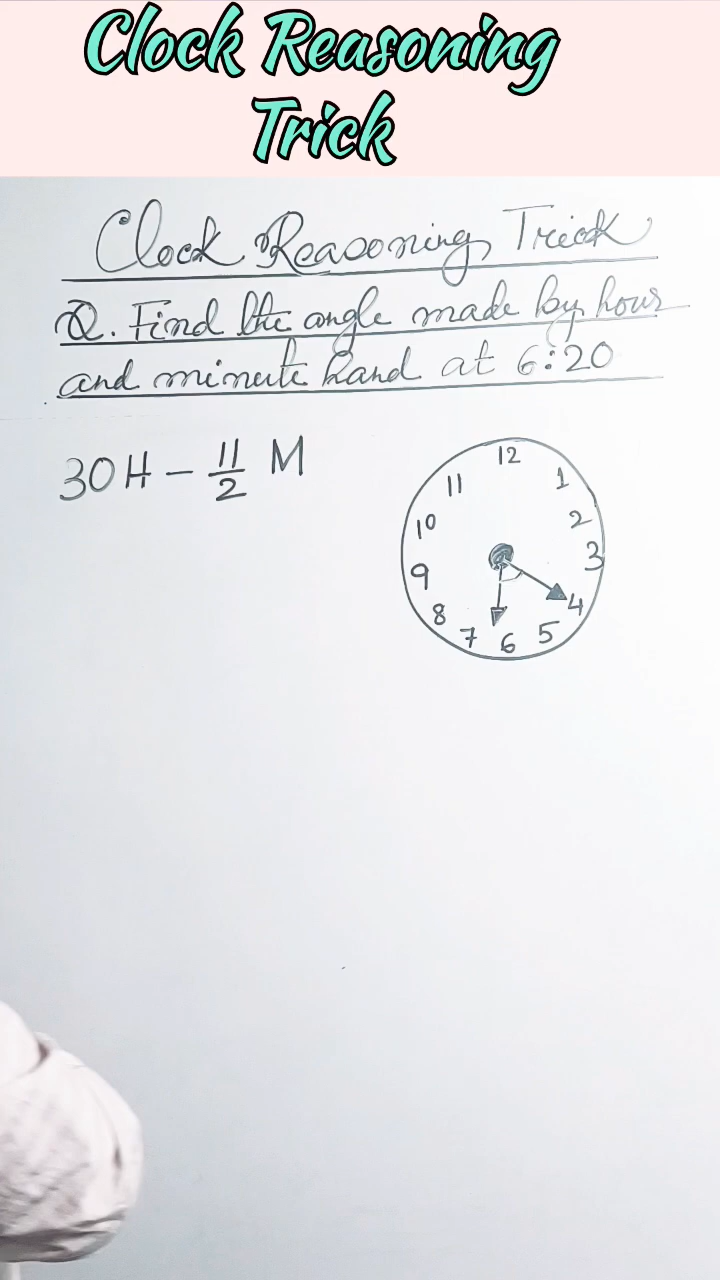 Clock Reasoning
Trick
Clock Reasoning Trick
Q. Find the angle made by hour
and minute hand at 6:20
30H - 11/2 M
12
11
1
10
2
9
3
8
4
7
6
5